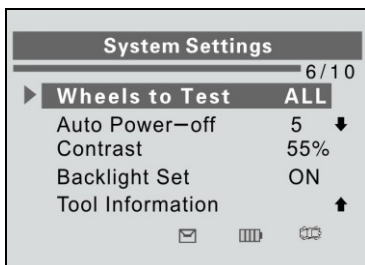 System Settings
6/10
Wheels to Test ALL
Auto Power-off 5
Contrast 55%
Backlight Set ON
Tool Information